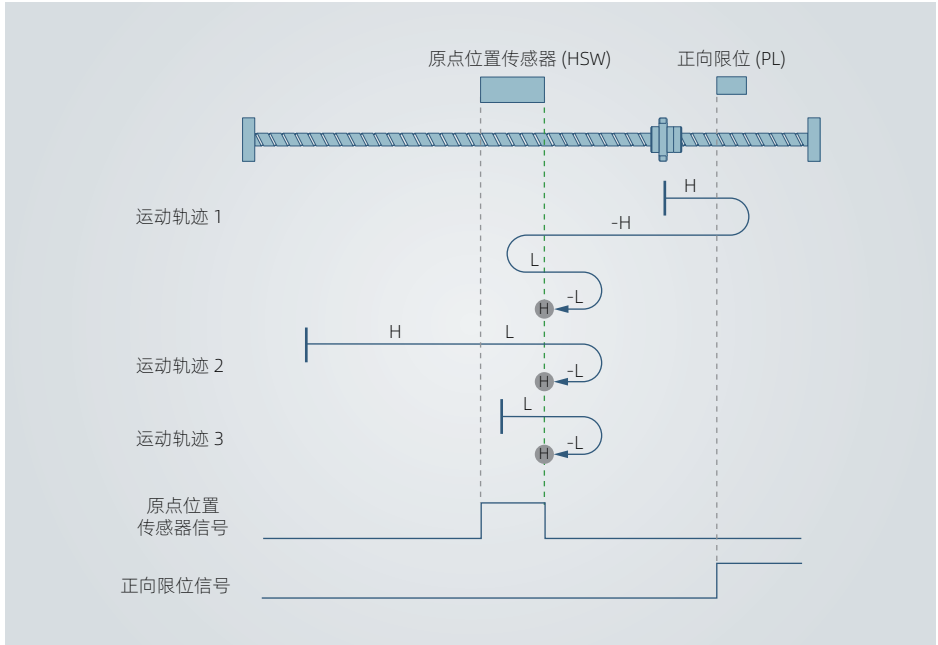 原点位置传感器 (HSW)
正向限位 (PL)
H
运动轨迹 1
-H
L
-L
H
H
L
运动轨迹 2
-L
H
L
运动轨迹 3
-L
H
原点位置
传感器信号
正向限位信号